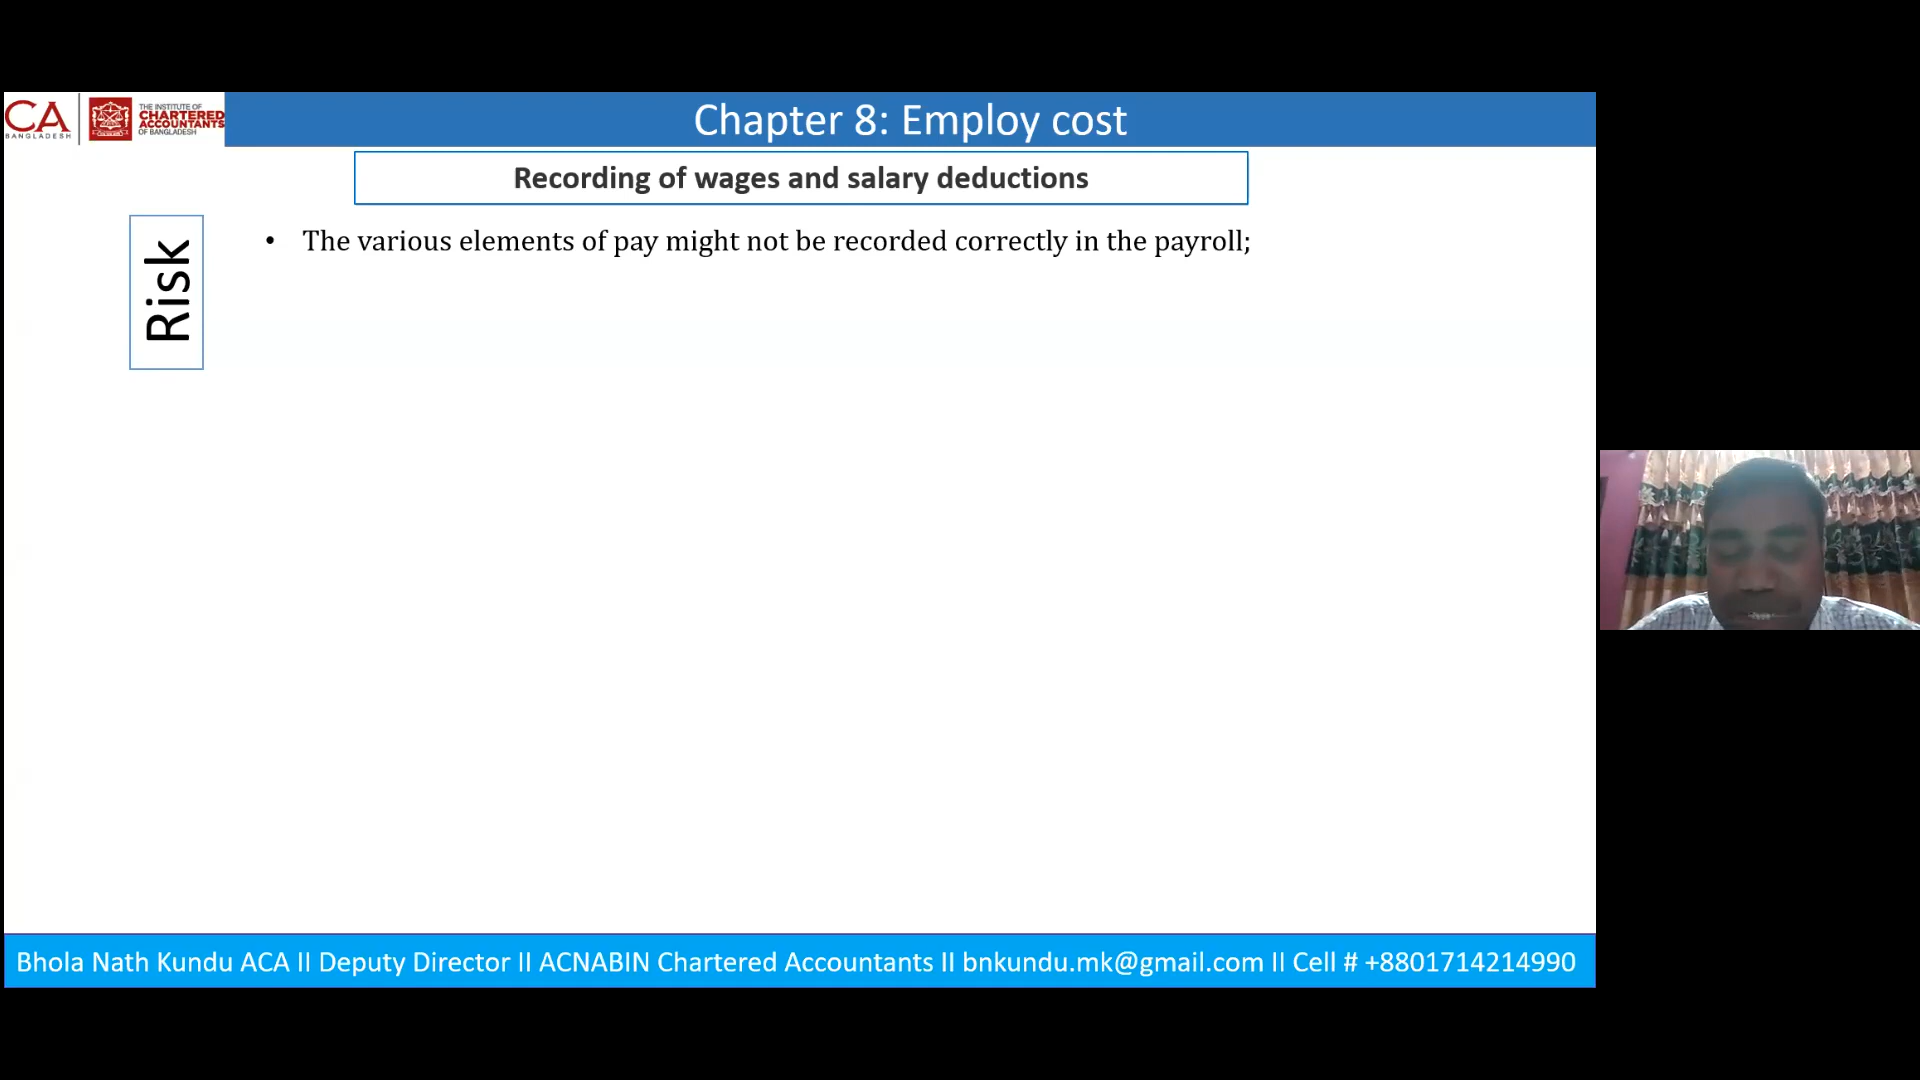 CA
BANGLADESH
THE INSTITUTE OF
CHARTERED
ACCOUNTANTS
OF BANGLADESH
Chapter 8: Employ cost
Recording of wages and salary deductions
Risk
• The various elements of pay might not be recorded correctly in the payroll;
Bhola Nath Kundu ACA II Deputy Director II ACNABIN Chartered Accountants II bnkundu.mk@gmail.com II Cell # +8801714214990